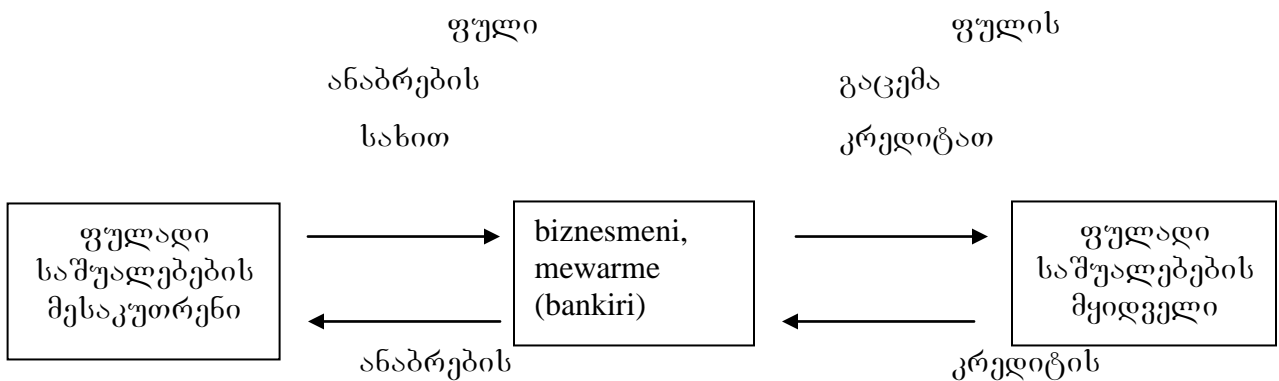 ფული
ანაბრების
სახით
ფულის
გაცემა
კრედიტათ
ფულადი
საშუალებების
მესაკუთრენი
biznesmeni,
mewarme
(bankiri)
ფულადი
საშუალებების
მყიდველი
ანაბრების
კრედიტის